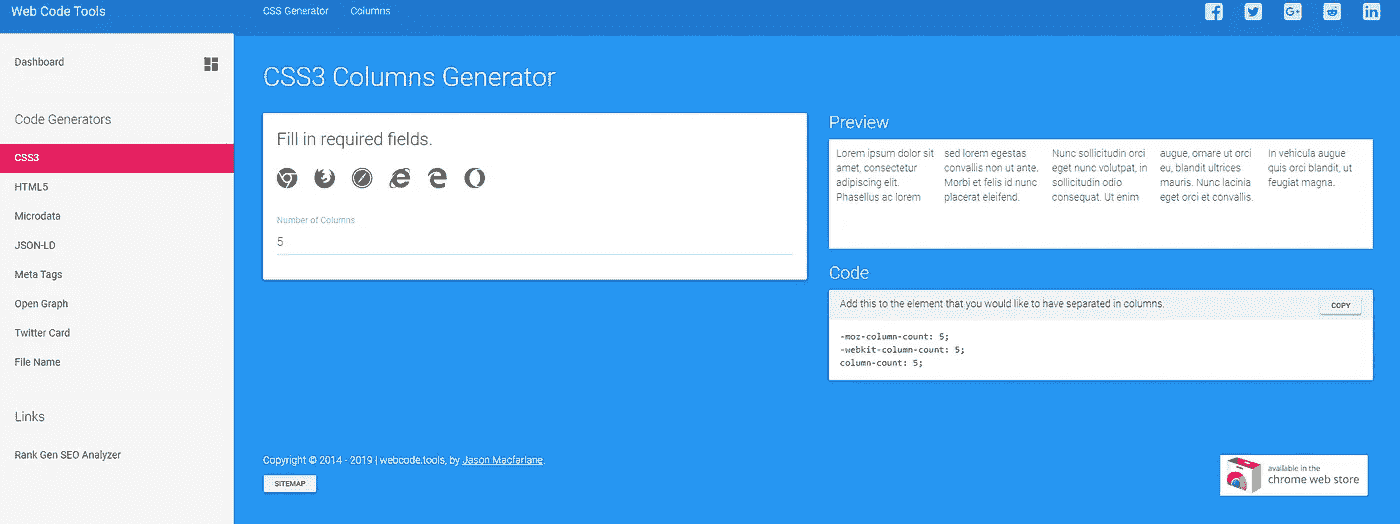 Web Code Tools
CSS Generator
Columns
Dashboard
Code Generators
CSS3
HTML5
Microdata
JSON-LD
Meta Tags
Open Graph
Twitter Card
File Name
Links
Rank Gen SEO Analyzer
CSS3 Columns Generator
Fill in required fields.
Number of Columns
5
Preview
Lorem ipsum dolor sit
amet, consectetur
adipiscing elit.
Phasellus ac lorem
sed lorem egestas
convallis non ut ante.
Morbi et felis id nunc
placerat eleifend.
Nunc sollicitudin orci
eget nunc volutpat, in
sollicitudin odio
consequat. Ut enim
augue, ornare ut orci
eu, blandit ultrices
mauris. Nunc lacinia
eget orci et convallis.
In vehicula augue
quis orci blandit, ut
feugiat magna.
Code
Add this to the element that you would like to have separated in columns.
COPY
-moz-column-count: 5;
-webkit-column-count: 5;
column-count: 5;
Copyright © 2014 - 2019 | webcode.tools, by Jason Macfarlane.
SITEMAP
available in the
chrome web store